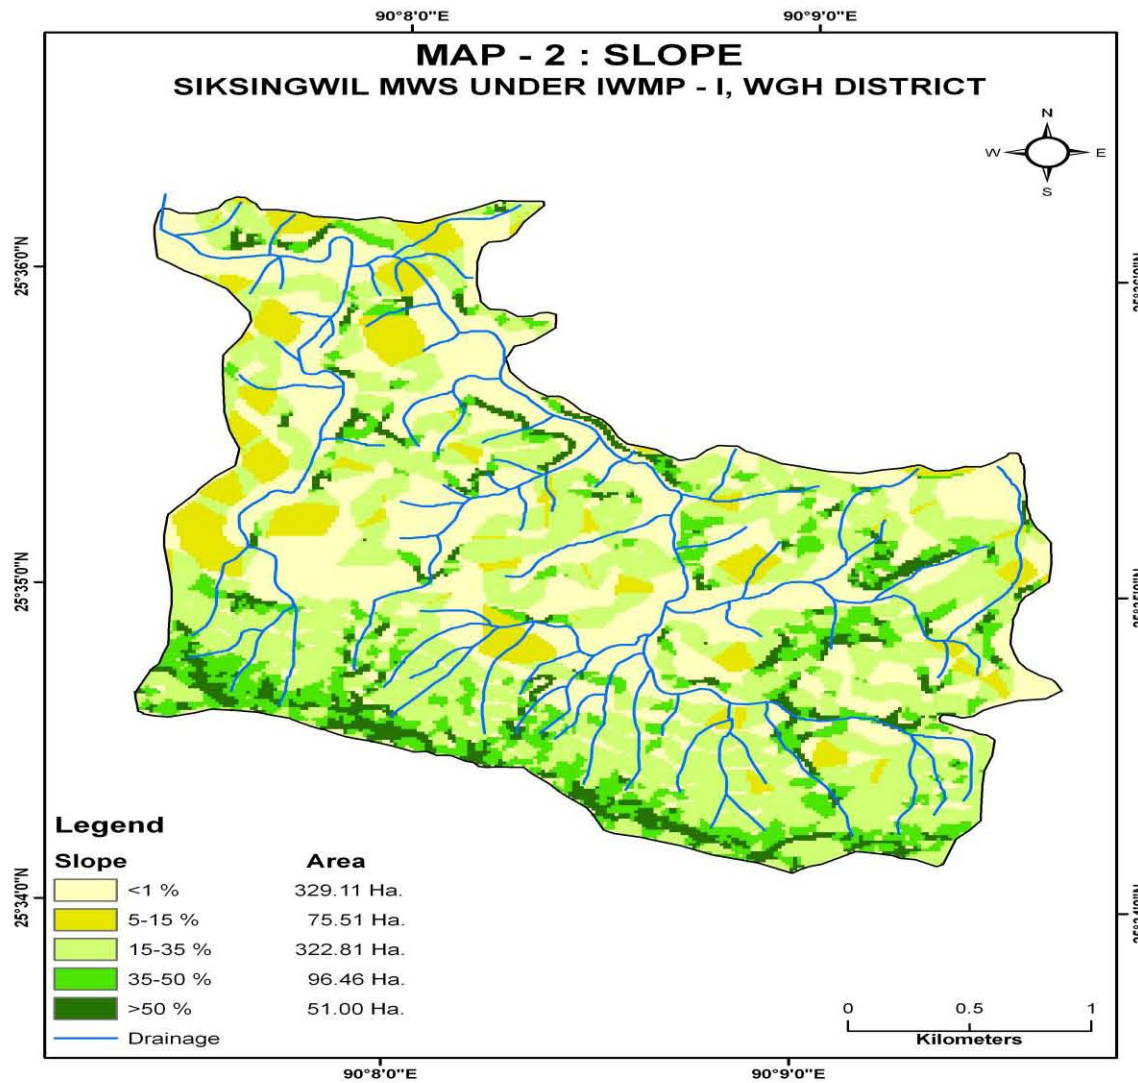 90°8'0"E 90°9'0"E
MAP - 2 : SLOPE
SIKSINGWIL MWS UNDER IWMP - I, WGH DISTRICT
N
W E
S
25°36'0"N
25°35'0"N
25°34'0"N
Legend
Slope Area
<1 % 329.11 Ha.
5-15 % 75.51 Ha.
15-35 % 322.81 Ha.
35-50 % 96.46 Ha.
>50 % 51.00 Ha.
Drainage
0 0.5 1
Kilometers
90°8'0"E 90°9'0"E